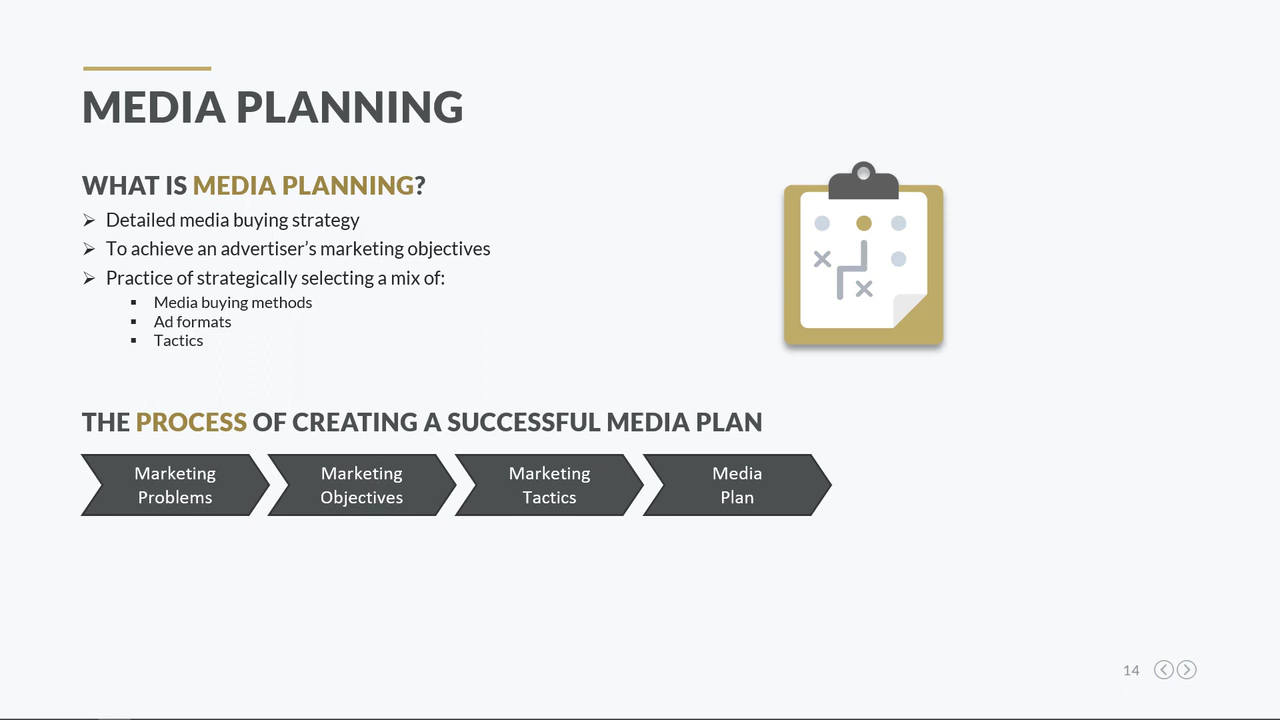 MEDIA PLANNING
WHAT IS MEDIA PLANNING?
Detailed media buying strategy
To achieve an advertiser’s marketing objectives
Practice of strategically selecting a mix of:
Media buying methods
Ad formats
Tactics
THE PROCESS OF CREATING A SUCCESSFUL MEDIA PLAN
Marketing
Problems
Marketing
Objectives
Marketing
Tactics
Media
Plan
14